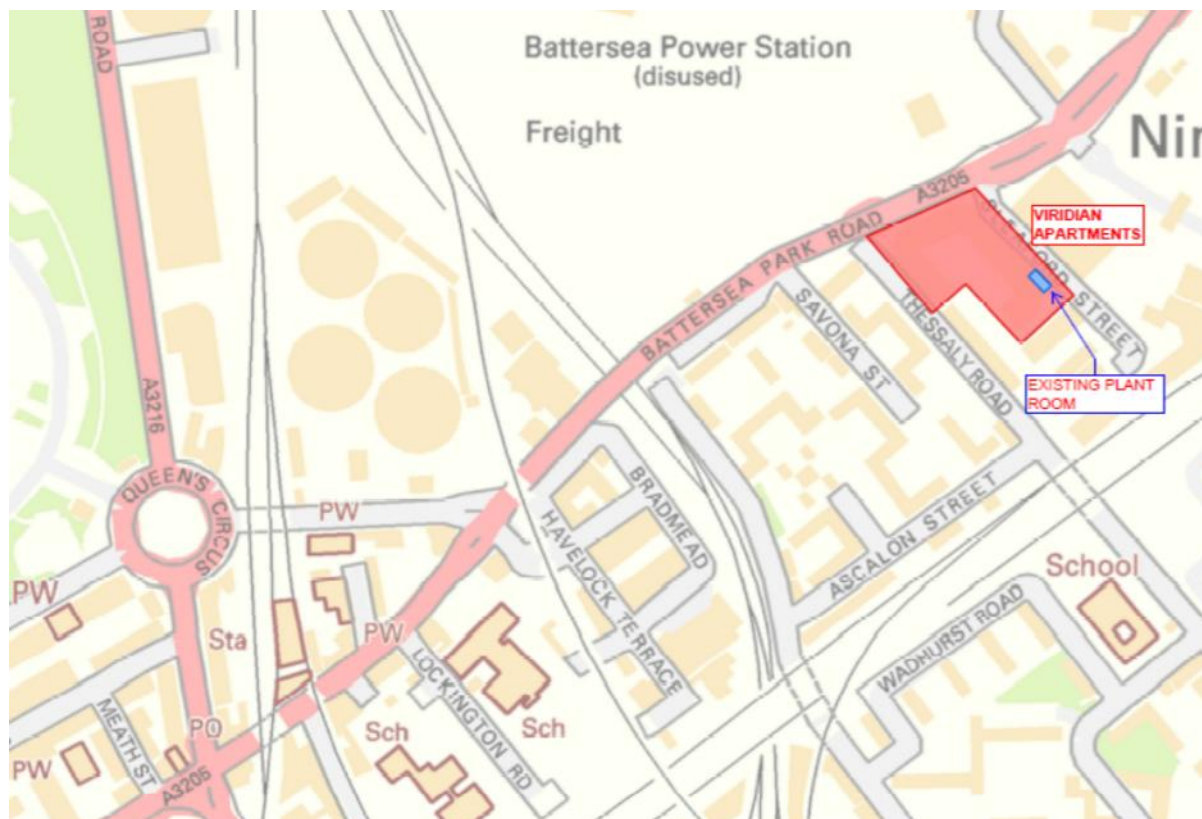 ROAD
Battersea Power Station
(disused)
Freight
Nin
A3205
BATTERSEA PARK ROAD
VIRIDIAN
APARTMENTS
STREET
SAVONA ST
THESSALY ROAD
EXISTING PLANT
ROOM
A3216
QUEEN'S CIRCUS
PW
BRADMEAD
HAVELOCK TERRACE
ASCALON STREET
School
WADHURST ROAD
PW
Sta
PW
LOCKINGTON RD
MEATH ST
PO
Sch
Sch
PW
A3205